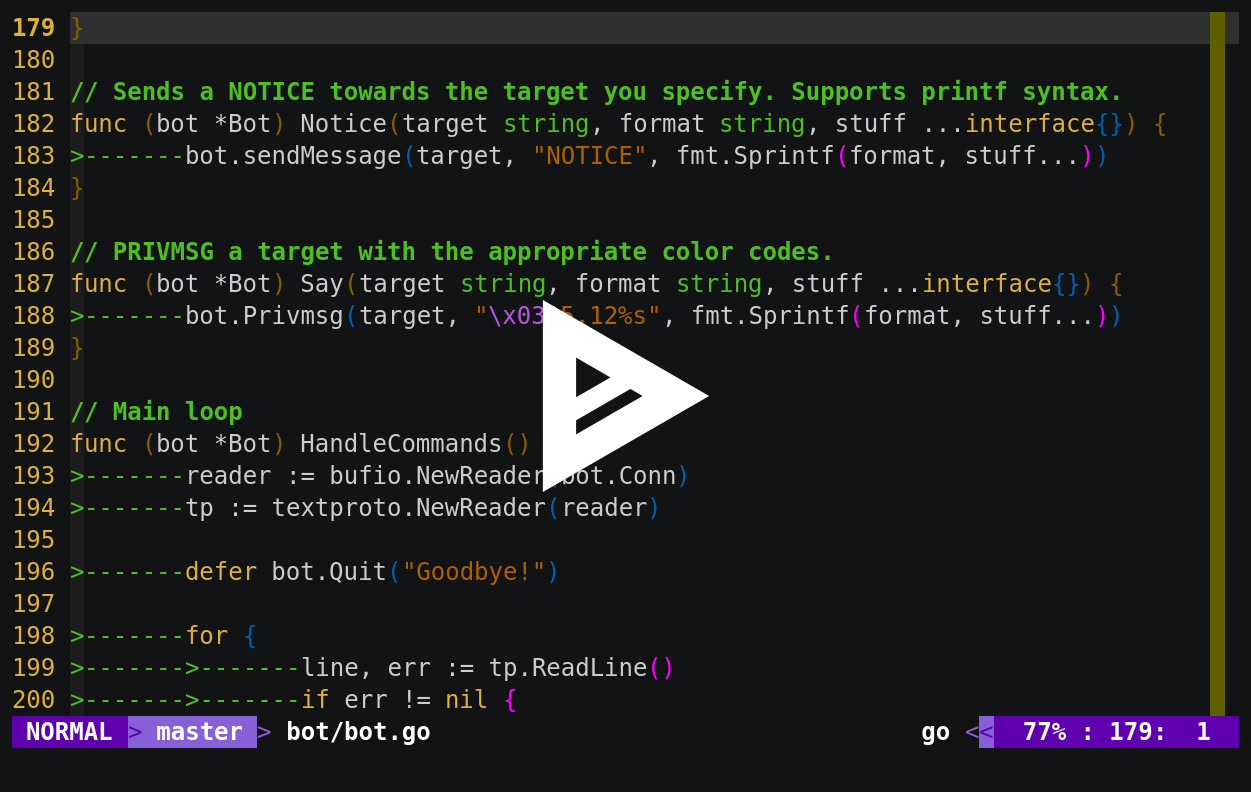 179 }
180
181 // Sends a NOTICE towards the target you specify. Supports printf syntax.
182 func (bot *Bot) Notice(target string, format string, stuff ...interface{}) {
183 >-------bot.sendMessage(target, "NOTICE", fmt.Sprintf(format, stuff...))
184 }
185
186 // PRIVMSG a target with the appropriate color codes.
187 func (bot *Bot) Say(target string, format string, stuff ...interface{}) {
188 >-------bot.Privmsg(target, "\x03 5,12%s", fmt.Sprintf(format, stuff...))
189 }
190
191 // Main loop
192 func (bot *Bot) HandleCommands()
193 >-------reader := bufio.NewReader(bot.Conn)
194 >-------tp := textproto.NewReader(reader)
195
196 >-------defer bot.Quit("Goodbye!")
197
198 >-------for {
199 >------->-------line, err := tp.ReadLine()
200 >------->-------if err != nil {
NORMAL > master > bot/bot.go go << 77% : 179: 1